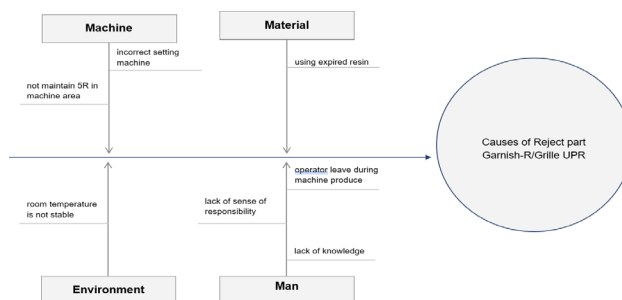 Machine
Material
incorrect setting
machine
using expired resin
not maintain 5R in
machine area
Causes of Reject part
Garnish-R/Grille UPR
operator leave during
machine produce
room temperature
is not stable
lack of sense of
responsibility
lack of knowledge
Environment
Man